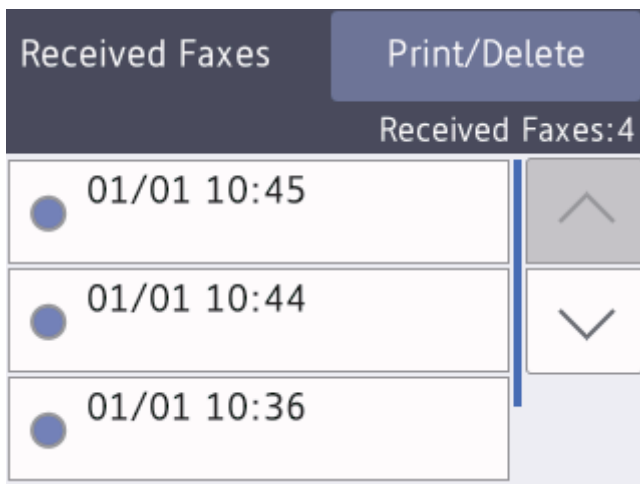 Received Faxes
Print/Delete
Received Faxes:4
01/01 10:45
01/01 10:44
01/01 10:36